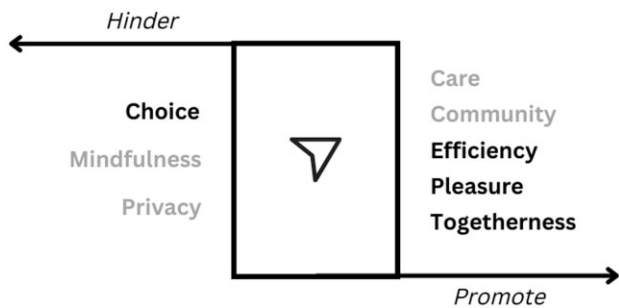 Hinder
Choice
Mindfulness
Privacy
Care
Community
Efficiency
Pleasure
Togetherness
Promote